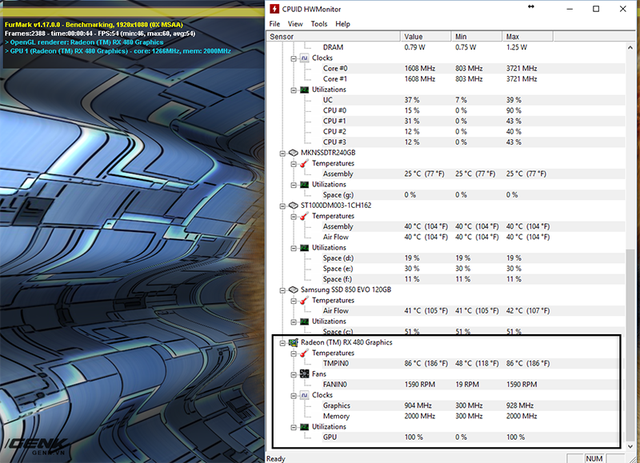 FurMark v1.17.0.0 - Benchmarking, 1920x1080 (8X MSAA)
Frames:2388 - time:00:00:44 - FPS:54 (min:46, max:60, avg:54)
> OpenGL renderer: Radeon (TM) RX 480 Graphics
> GPU 1 (Radeon (TM) RX 480 Graphics) - core: 1266MHz, mem: 2000MHz
CPUID HWMonitor
File View Tools Help
Sensor Value Min Max
DRAM 0.79 W 0.75 W 1.25 W
Clocks
Core #0 1608 MHz 803 MHz 3721 MHz
Core #1 1608 MHz 803 MHz 3721 MHz
Utilizations
UC 37 % 7 % 39 %
CPU #0 15 % 0 % 90 %
CPU #1 31 % 0 % 43 %
CPU #2 12 % 0 % 40 %
CPU #3 12 % 0 % 43 %
MKNSSDTR240GB
Temperatures
Assembly 25 °C (77 °F) 25 °C (77 °F) 25 °C (77 °F)
Utilizations
Space (g:) 0 % 0 % 0 %
ST1000DM003-1CH162
Temperatures
Assembly 40 °C (104 °F) 40 °C (104 °F) 40 °C (104 °F)
Air Flow 40 °C (104 °F) 40 °C (104 °F) 40 °C (104 °F)
Utilizations
Space (d:) 19 % 19 % 19 %
Space (e:) 30 % 30 % 30 %
Space (f:) 11 % 11 % 11 %
Samsung SSD 850 EVO 120GB
Temperatures
Air Flow 41 °C (105 °F) 41 °C (105 °F) 42 °C (107 °F)
Utilizations
Space (c:) 51 % 51 % 51 %
Radeon (TM) RX 480 Graphics
Temperatures
TMPIN0 86 °C (186 °F) 48 °C (118 °F) 86 °C (186 °F)
Fans
FANIN0 1590 RPM 19 RPM 1590 RPM
Clocks
Graphics 904 MHz 300 MHz 928 MHz
Memory 2000 MHz 300 MHz 2000 MHz
Utilizations
GPU 100 % 0 % 100 %
GENK
GENK.VN
Ready NUM